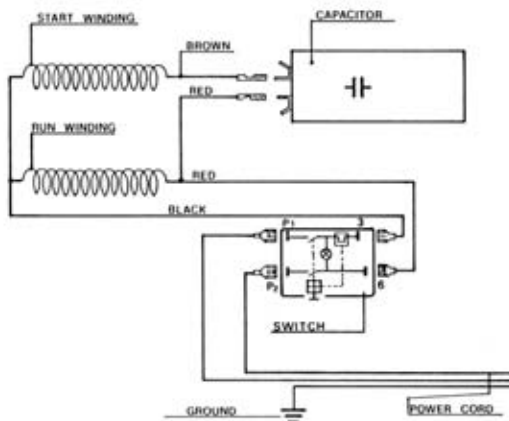 START WINDING
CAPACITOR
BROWN
RED
RUN WINDING
RED
BLACK
P1 3
P2 6
SWITCH
GROUND
POWER CORD